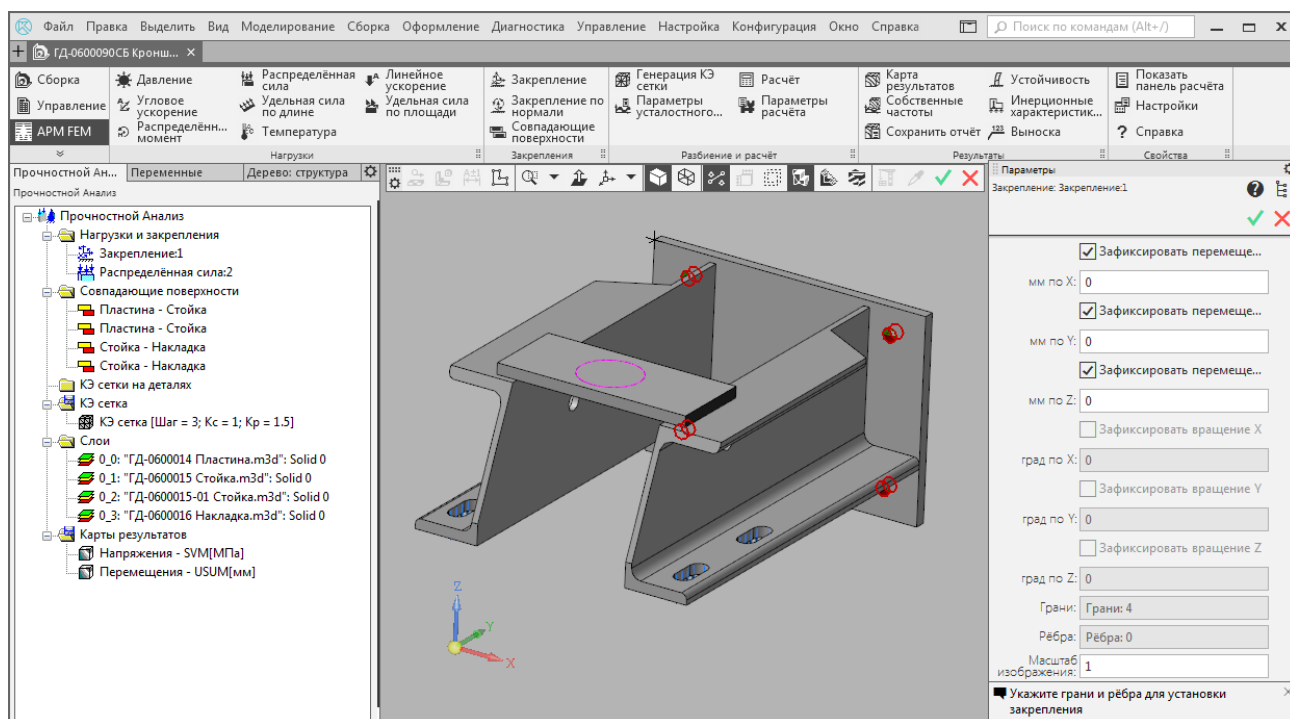 Файл Правка Выделить Вид Моделирование Сборка Оформление Диагностика Управление Настройка Конфигурация Окно Справка Поиск по командам (Alt+/)
ГД-0600090СБ Кронш...
Сборка
Управление
APM FEM
Давление
Угловое ускорение
Распределённ... момент
Распределённая сила
Удельная сила по длине
Температура
Линейное ускорение
Удельная сила по площади
Нагрузки
Закрепление
Закрепление по нормали
Совпадающие поверхности
Закрепления
Генерация КЭ сетки
Параметры усталостного...
Расчёт
Параметры расчёта
Разбиение и расчёт
Карта результатов
Собственные частоты
Сохранить отчёт
Устойчивость
Инерционные характеристик...
Выноска
Результаты
Показать панель расчёта
Настройки
Справка
Свойства
Прочностной Ан... Переменные Дерево: структура
Прочностной Анализ
Прочностной Анализ
Нагрузки и закрепления
Закрепление:1
Распределённая сила:2
Совпадающие поверхности
Пластина - Стойка
Пластина - Стойка
Стойка - Накладка
Стойка - Накладка
КЭ сетки на деталях
КЭ сетка
КЭ сетка [Шаг = 3; Кс = 1; Кр = 1.5]
Слои
0_0: "ГД-0600014 Пластина.m3d": Solid 0
0_1: "ГД-0600015 Стойка.m3d": Solid 0
0_2: "ГД-0600015-01 Стойка.m3d": Solid 0
0_3: "ГД-0600016 Накладка.m3d": Solid 0
Карты результатов
Напряжения - SVM[МПа]
Перемещения - USUM[мм]
Z
Y
X
Параметры
Закрепление: Закрепление:1
Зафиксировать перемеще...
мм по X: 0
Зафиксировать перемеще...
мм по Y: 0
Зафиксировать перемеще...
мм по Z: 0
Зафиксировать вращение X
град по X: 0
Зафиксировать вращение Y
град по Y: 0
Зафиксировать вращение Z
град по Z: 0
Грани: Грани: 4
Рёбра: Рёбра: 0
Масштаб изображения: 1
Укажите грани и рёбра для установки
закрепления